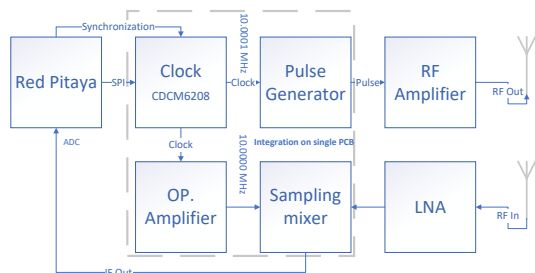 Synchronization
Red Pitaya
SPI
Clock
CDCM6208
Clock
10.0001 MHz
Pulse
Generator
Pulse
RF
Amplifier
RF Out
ADC
Clock
10.0000 MHz
Integration on single PCB
OP.
Amplifier
Sampling
mixer
LNA
RF In
IF Out